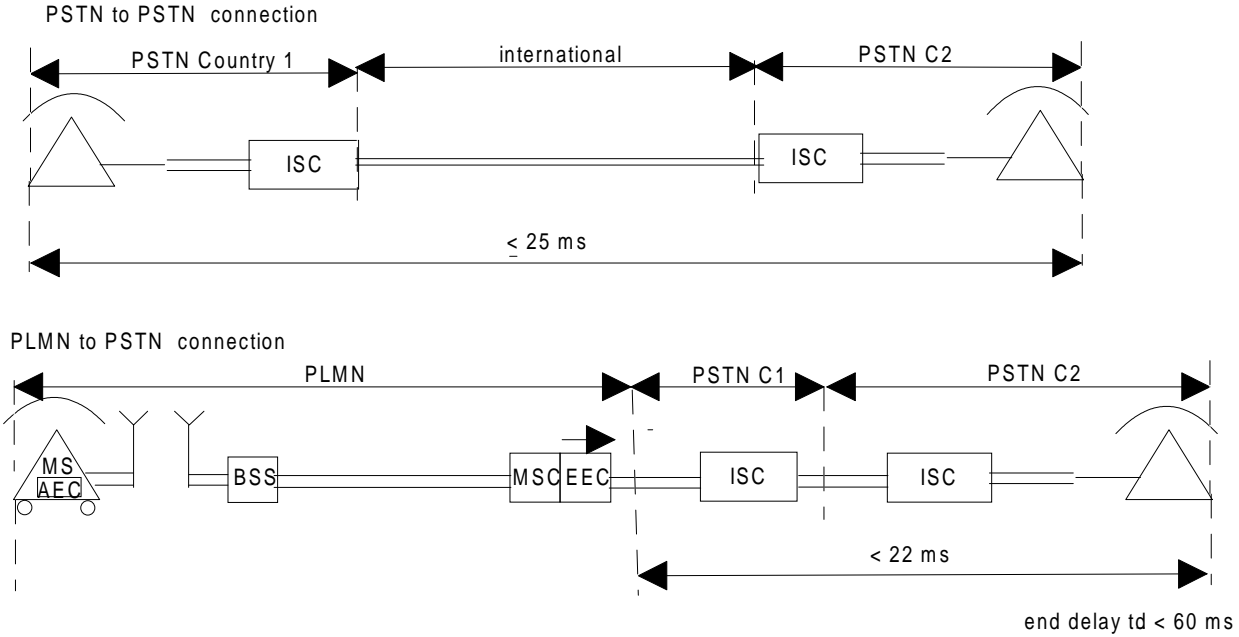 PSTN to PSTN connection
PSTN Country 1
international
PSTN C2
ISC
ISC
≤ 25 ms
PLMN to PSTN connection
PLMN
PSTN C1
PSTN C2
MS
AEC
BSS
MSC
EEC
ISC
ISC
< 22 ms
end delay td < 60 ms